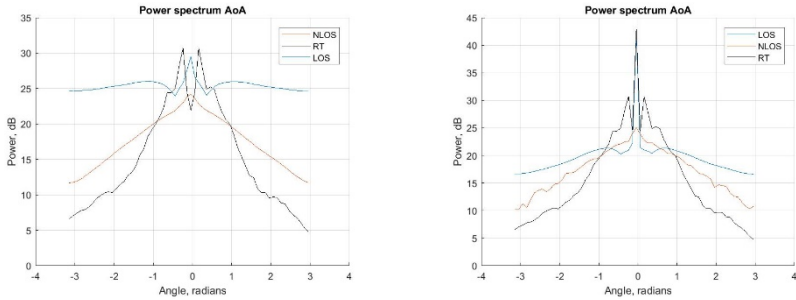 Power spectrum AoA
35
30
25
20
15
10
5
0
Power, dB
NLOS
RT
LOS
-4 -3 -2 -1 0 1 2 3 4
Angle, radians
Power spectrum AoA
45
40
35
30
25
20
15
10
5
0
Power, dB
LOS
NLOS
RT
-4 -3 -2 -1 0 1 2 3 4
Angle, radians